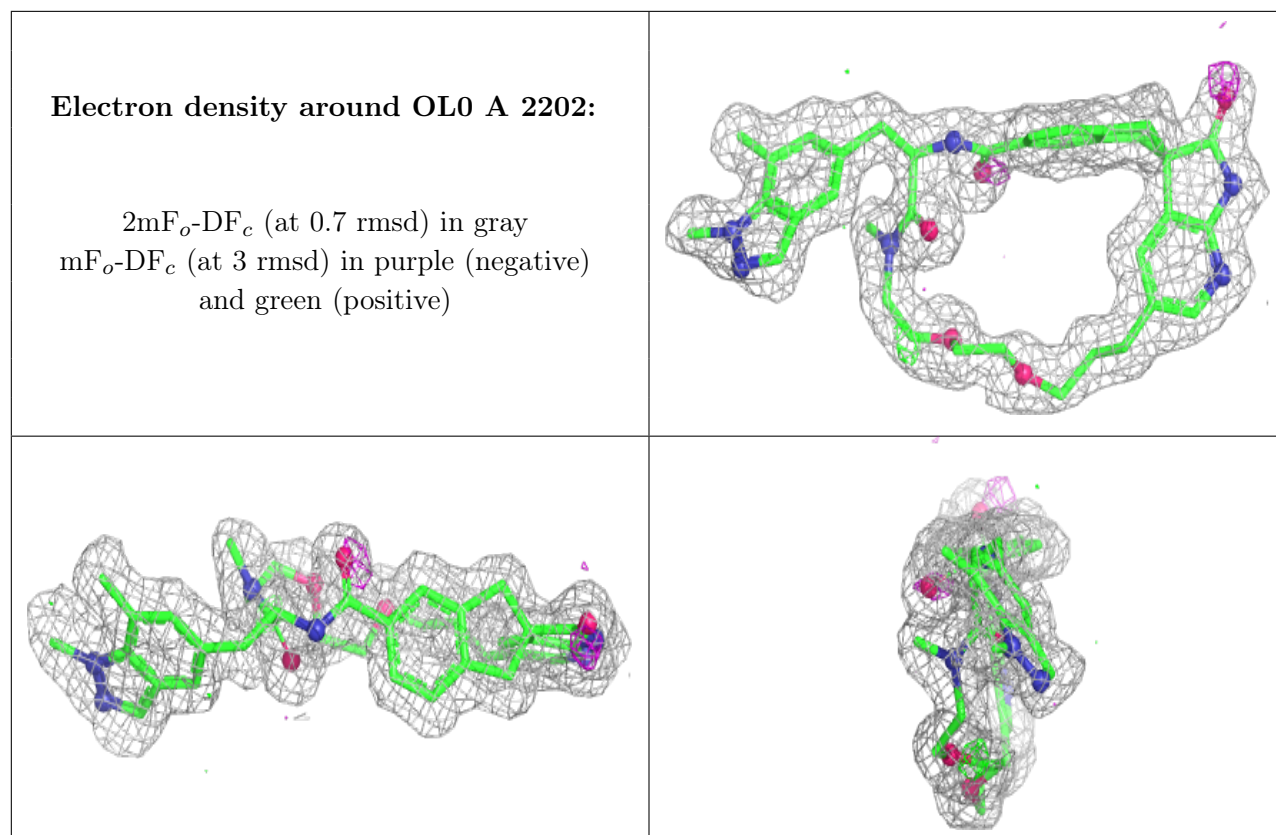 Electron density around OL0 A 2202:
2mFo-DFc (at 0.7 rmsd) in gray
mFo-DFc (at 3 rmsd) in purple (negative)
and green (positive)